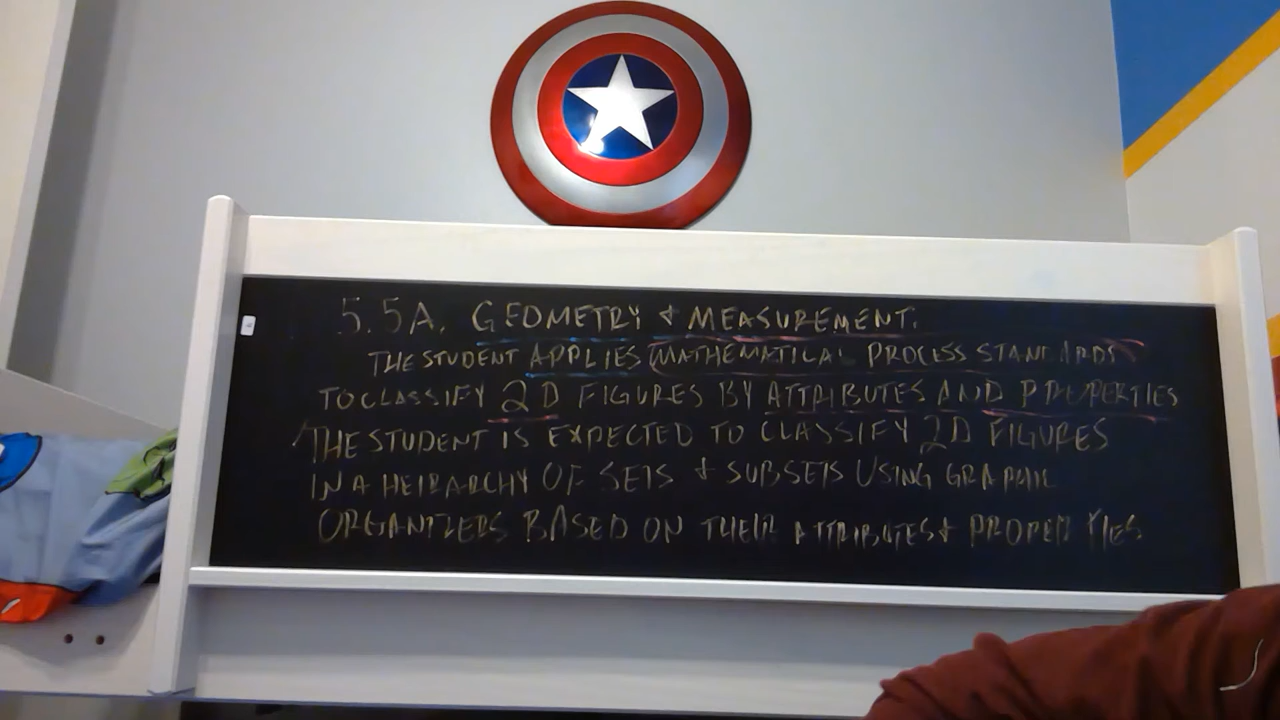 5.5A. GEOMETRY & MEASUREMENT.
THE STUDENT APPLIES MATHEMATICAL PROCESS STANDARDS
TO CLASSIFY 2D FIGURES BY ATTRIBUTES AND PROPERTIES
THE STUDENT IS EXPECTED TO CLASSIFY 2D FIGURES
IN A HEIRARCHY OF SETS & SUBSETS USING GRAPHIC
ORGANIZERS BASED ON THEIR ATTRIBUTES & PROPERTIES